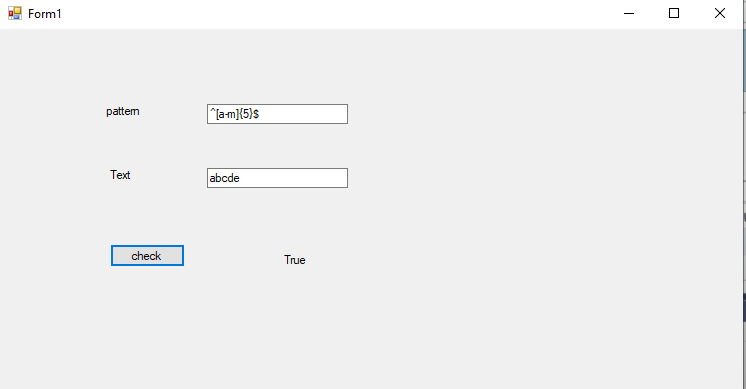 Form1
pattern
^[a-m]{5}$
Text
abcde
check
True